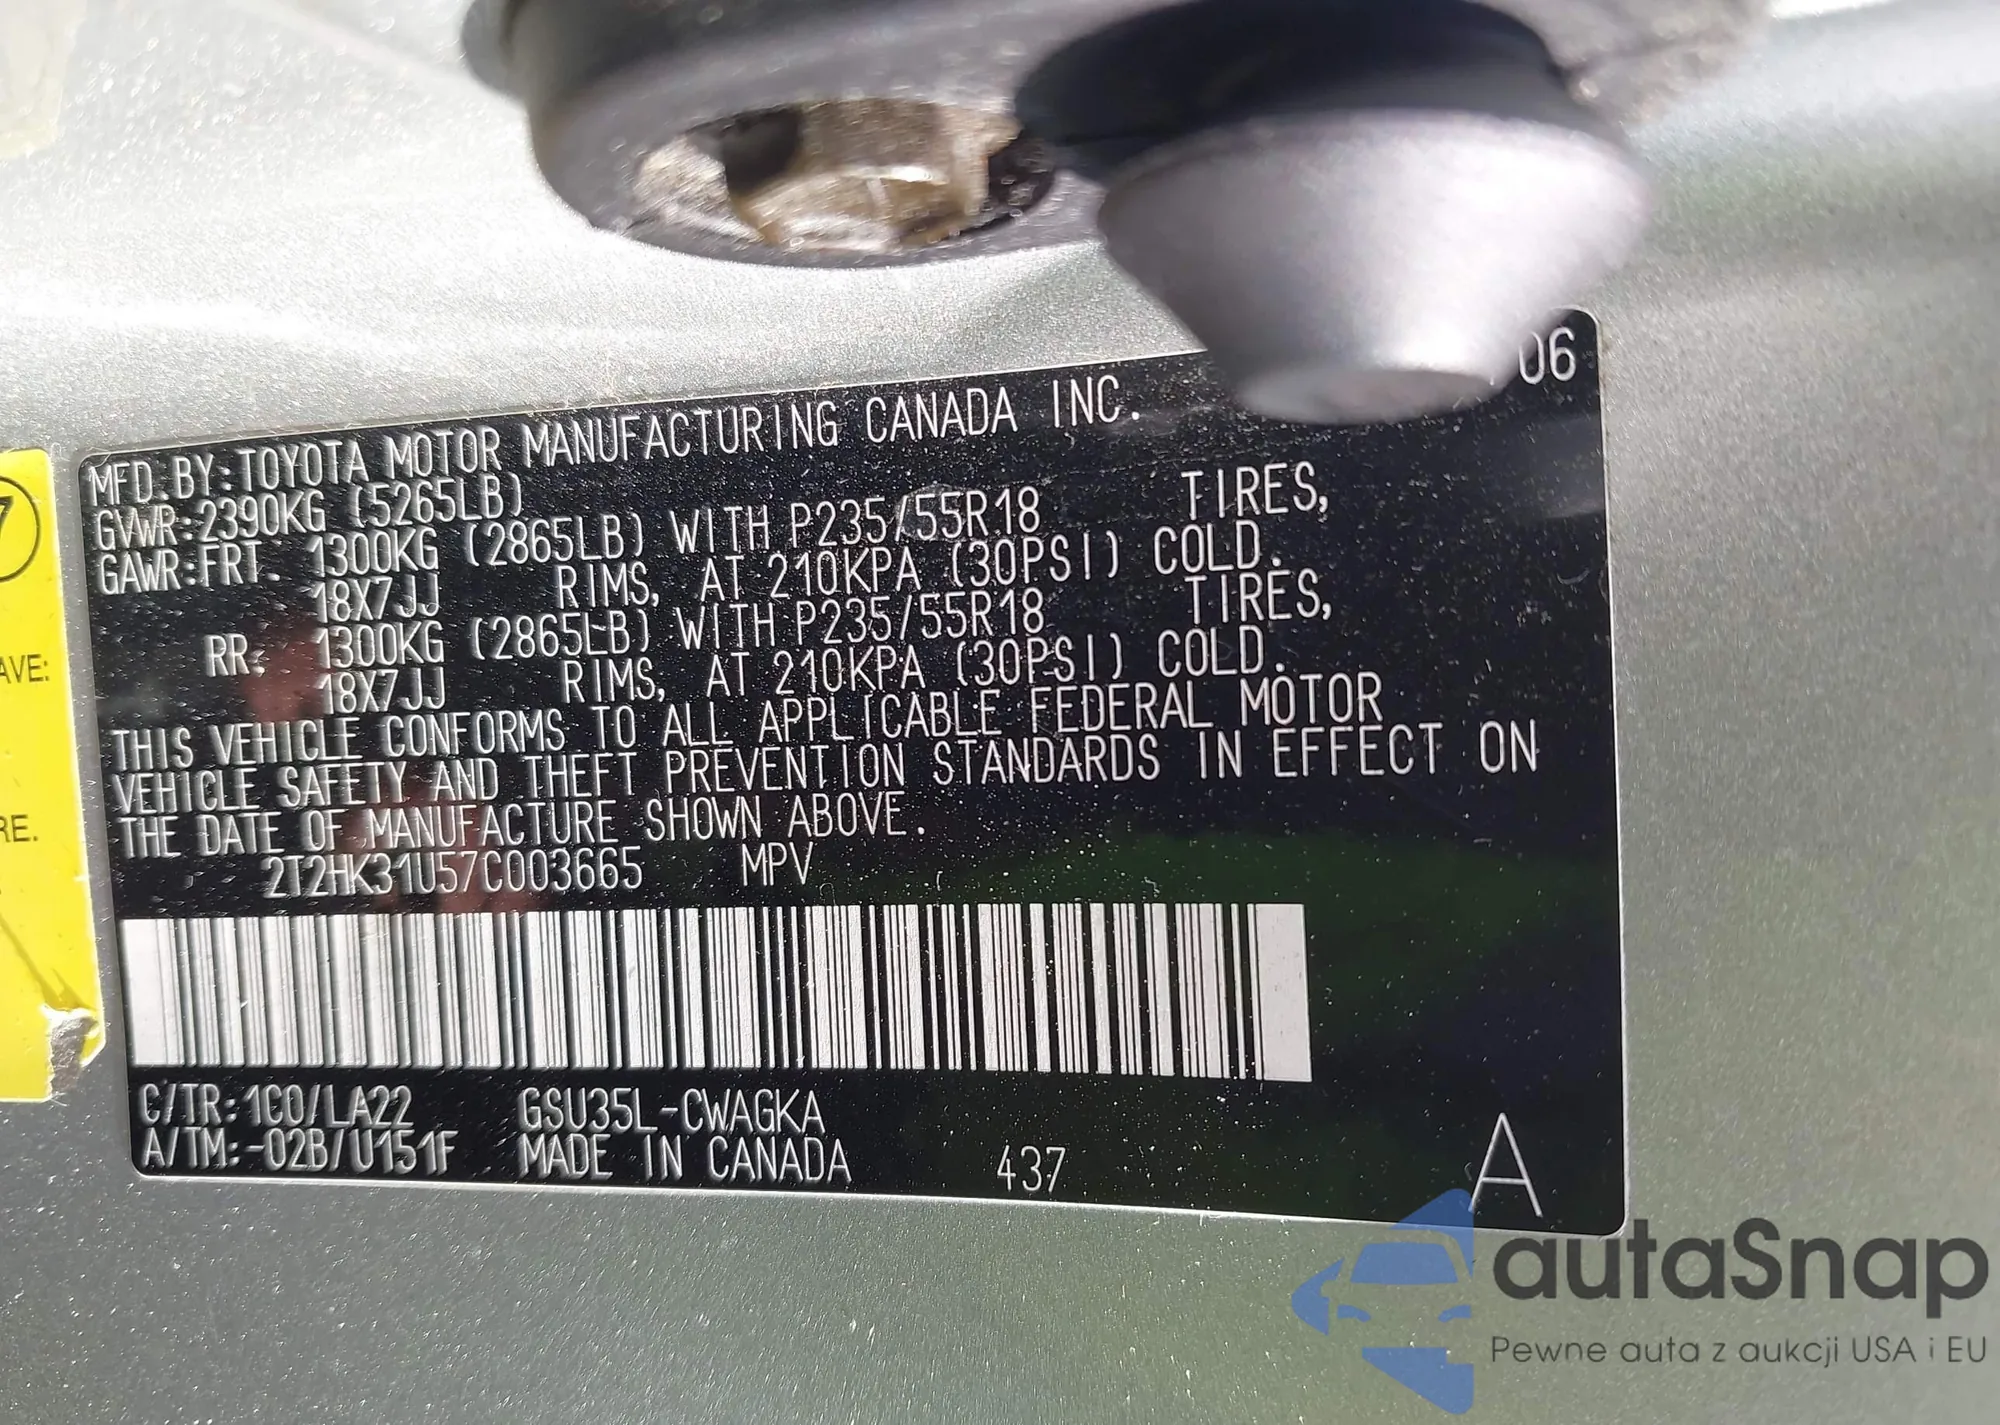 06
MFD.BY:TOYOTA MOTOR MANUFACTURING CANADA INC.
GVWR:2390KG (5265LB)
GAWR:FRT. 1300KG (2865LB) WITH P235/55R18 TIRES,
18X7JJ RIMS, AT 210KPA (30PSI) COLD.
RR. 1300KG (2865LB) WITH P235/55R18 TIRES,
18X7JJ RIMS, AT 210KPA (30PSI) COLD.
THIS VEHICLE CONFORMS TO ALL APPLICABLE FEDERAL MOTOR
VEHICLE SAFETY AND THEFT PREVENTION STANDARDS IN EFFECT ON
THE DATE OF MANUFACTURE SHOWN ABOVE.
2T2HK31U57C003665 MPV
C/TR:1C0/LA22 GSU35L-CWAGKA
A/TM:-02B/U151F MADE IN CANADA 437 A
7
AVE:
RE.
autaSnap
Pewne auta z aukcji USA i EU